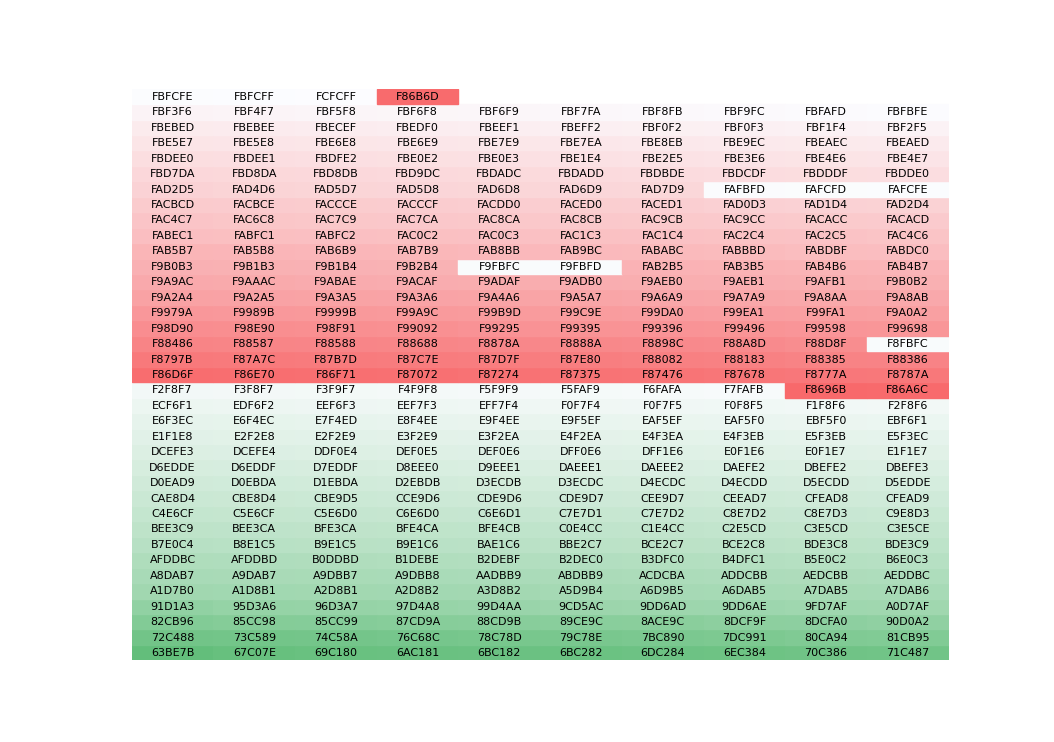 FBFCFE FBFCFF FCFCFF F86B6D
FBF3F6 FBF4F7 FBF5F8 FBF6F8 FBF6F9 FBF7FA FBF8FB FBF9FC FBFAFD FBFBFE
FBEBED FBEBEE FBECEF FBEDF0 FBEEF1 FBEFF2 FBF0F2 FBF0F3 FBF1F4 FBF2F5
FBE5E7 FBE5E8 FBE6E8 FBE6E9 FBE7E9 FBE7EA FBE8EB FBE9EC FBEAEC FBEAED
FBDEE0 FBDEE1 FBDFE2 FBE0E2 FBE0E3 FBE1E4 FBE2E5 FBE3E6 FBE4E6 FBE4E7
FBD7DA FBD8DA FBD8DB FBD9DC FBDADC FBDADD FBDBDE FBDCDF FBDDDF FBDDE0
FAD2D5 FAD4D6 FAD5D7 FAD5D8 FAD6D8 FAD6D9 FAD7D9 FAFBFD FAFCFD FAFCFE
FACBCD FACBCE FACCCE FACCCF FACDD0 FACED0 FACED1 FAD0D3 FAD1D4 FAD2D4
FAC4C7 FAC6C8 FAC7C9 FAC7CA FAC8CA FAC8CB FAC9CB FAC9CC FACACC FACACD
FABEC1 FABFC1 FABFC2 FAC0C2 FAC0C3 FAC1C3 FAC1C4 FAC2C4 FAC2C5 FAC4C6
FAB5B7 FAB5B8 FAB6B9 FAB7B9 FAB8BB FAB9BC FABABC FABBBD FABDBF FABDC0
F9B0B3 F9B1B3 F9B1B4 F9B2B4 F9FBFC F9FBFD FAB2B5 FAB3B5 FAB4B6 FAB4B7
F9A9AC F9AAAC F9ABAE F9ACAF F9ADAF F9ADB0 F9AEB0 F9AEB1 F9AFB1 F9B0B2
F9A2A4 F9A2A5 F9A3A5 F9A3A6 F9A4A6 F9A5A7 F9A6A9 F9A7A9 F9A8AA F9A8AB
F9979A F9989B F9999B F99A9C F99B9D F99C9E F99DA0 F99EA1 F99FA1 F9A0A2
F98D90 F98E90 F98F91 F99092 F99295 F99395 F99396 F99496 F99598 F99698
F88486 F88587 F88588 F88688 F8878A F8888A F8898C F88A8D F88D8F F8FBFC
F8797B F87A7C F87B7D F87C7E F87D7F F87E80 F88082 F88183 F88385 F88386
F86D6F F86E70 F86F71 F87072 F87274 F87375 F87476 F87678 F8777A F8787A
F2F8F7 F3F8F7 F3F9F7 F4F9F8 F5F9F9 F5FAF9 F6FAFA F7FAFB F8696B F86A6C
ECF6F1 EDF6F2 EEF6F3 EEF7F3 EFF7F4 F0F7F4 F0F7F5 F0F8F5 F1F8F6 F2F8F6
E6F3EC E6F4EC E7F4ED E8F4EE E9F4EE E9F5EF EAF5EF EAF5F0 EBF5F0 EBF6F1
E1F1E8 E2F2E8 E2F2E9 E3F2E9 E3F2EA E4F2EA E4F3EA E4F3EB E5F3EB E5F3EC
DCEFE3 DCEFE4 DDF0E4 DEF0E5 DEF0E6 DFF0E6 DFF1E6 E0F1E6 E0F1E7 E1F1E7
D6EDDE D6EDDF D7EDDF D8EEE0 D9EEE1 DAEEE1 DAEEE2 DAEFE2 DBEFE2 DBEFE3
D0EAD9 D0EBDA D1EBDA D2EBDB D3ECDB D3ECDC D4ECDC D4ECDD D5ECDD D5EDDE
CAE8D4 CBE8D4 CBE9D5 CCE9D6 CDE9D6 CDE9D7 CEE9D7 CEEAD7 CFEAD8 CFEAD9
C4E6CF C5E6CF C5E6D0 C6E6D0 C6E6D1 C7E7D1 C7E7D2 C8E7D2 C8E7D3 C9E8D3
BEE3C9 BEE3CA BFE3CA BFE4CA BFE4CB C0E4CC C1E4CC C2E5CD C3E5CD C3E5CE
B7E0C4 B8E1C5 B9E1C5 B9E1C6 BAE1C6 BBE2C7 BCE2C7 BCE2C8 BDE3C8 BDE3C9
AFDDBC AFDDBD B0DDBD B1DEBE B2DEBF B2DEC0 B3DFC0 B4DFC1 B5E0C2 B6E0C3
A8DAB7 A9DAB7 A9DBB7 A9DBB8 AADBB9 ABDBB9 ACDCBA ADDCBB AEDCBB AEDDBC
A1D7B0 A1D8B1 A2D8B1 A2D8B2 A3D8B2 A5D9B4 A6D9B5 A6DAB5 A7DAB5 A7DAB6
91D1A3 95D3A6 96D3A7 97D4A8 99D4AA 9CD5AC 9DD6AD 9DD6AE 9FD7AF A0D7AF
82CB96 85CC98 85CC99 87CD9A 88CD9B 89CE9C 8ACE9C 8DCF9F 8DCFA0 90D0A2
72C488 73C589 74C58A 76C68C 78C78D 79C78E 7BC890 7DC991 80CA94 81CB95
63BE7B 67C07E 69C180 6AC181 6BC182 6BC282 6DC284 6EC384 70C386 71C487